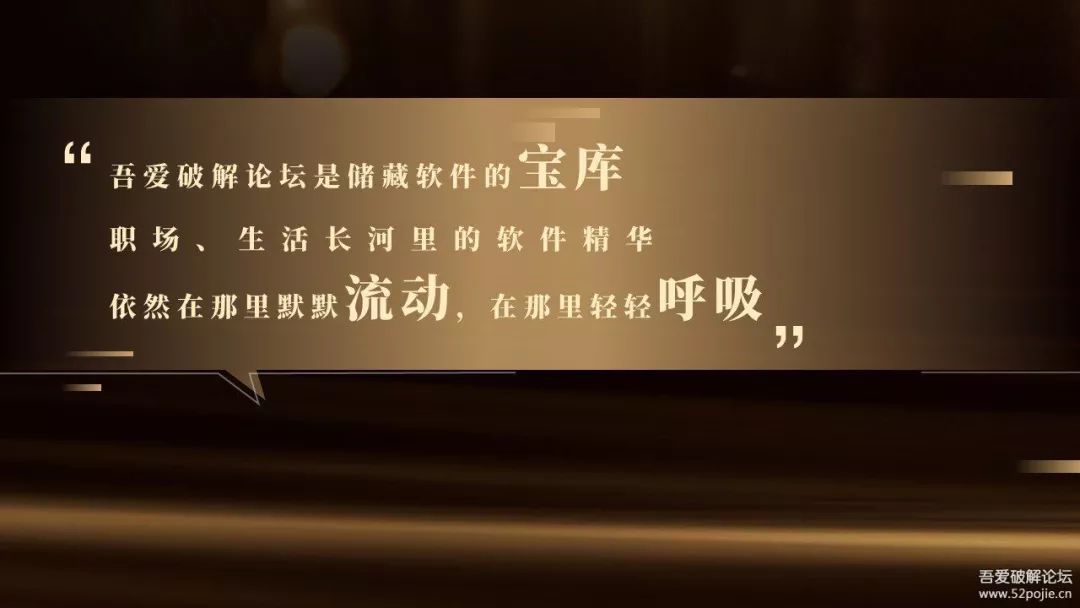 “吾爱破解论坛是储藏软件的宝库
职场、生活长河里的软件精华
依然在那里默默流动，在那里轻轻呼吸”
吾爱破解论坛
www.52pojie.cn